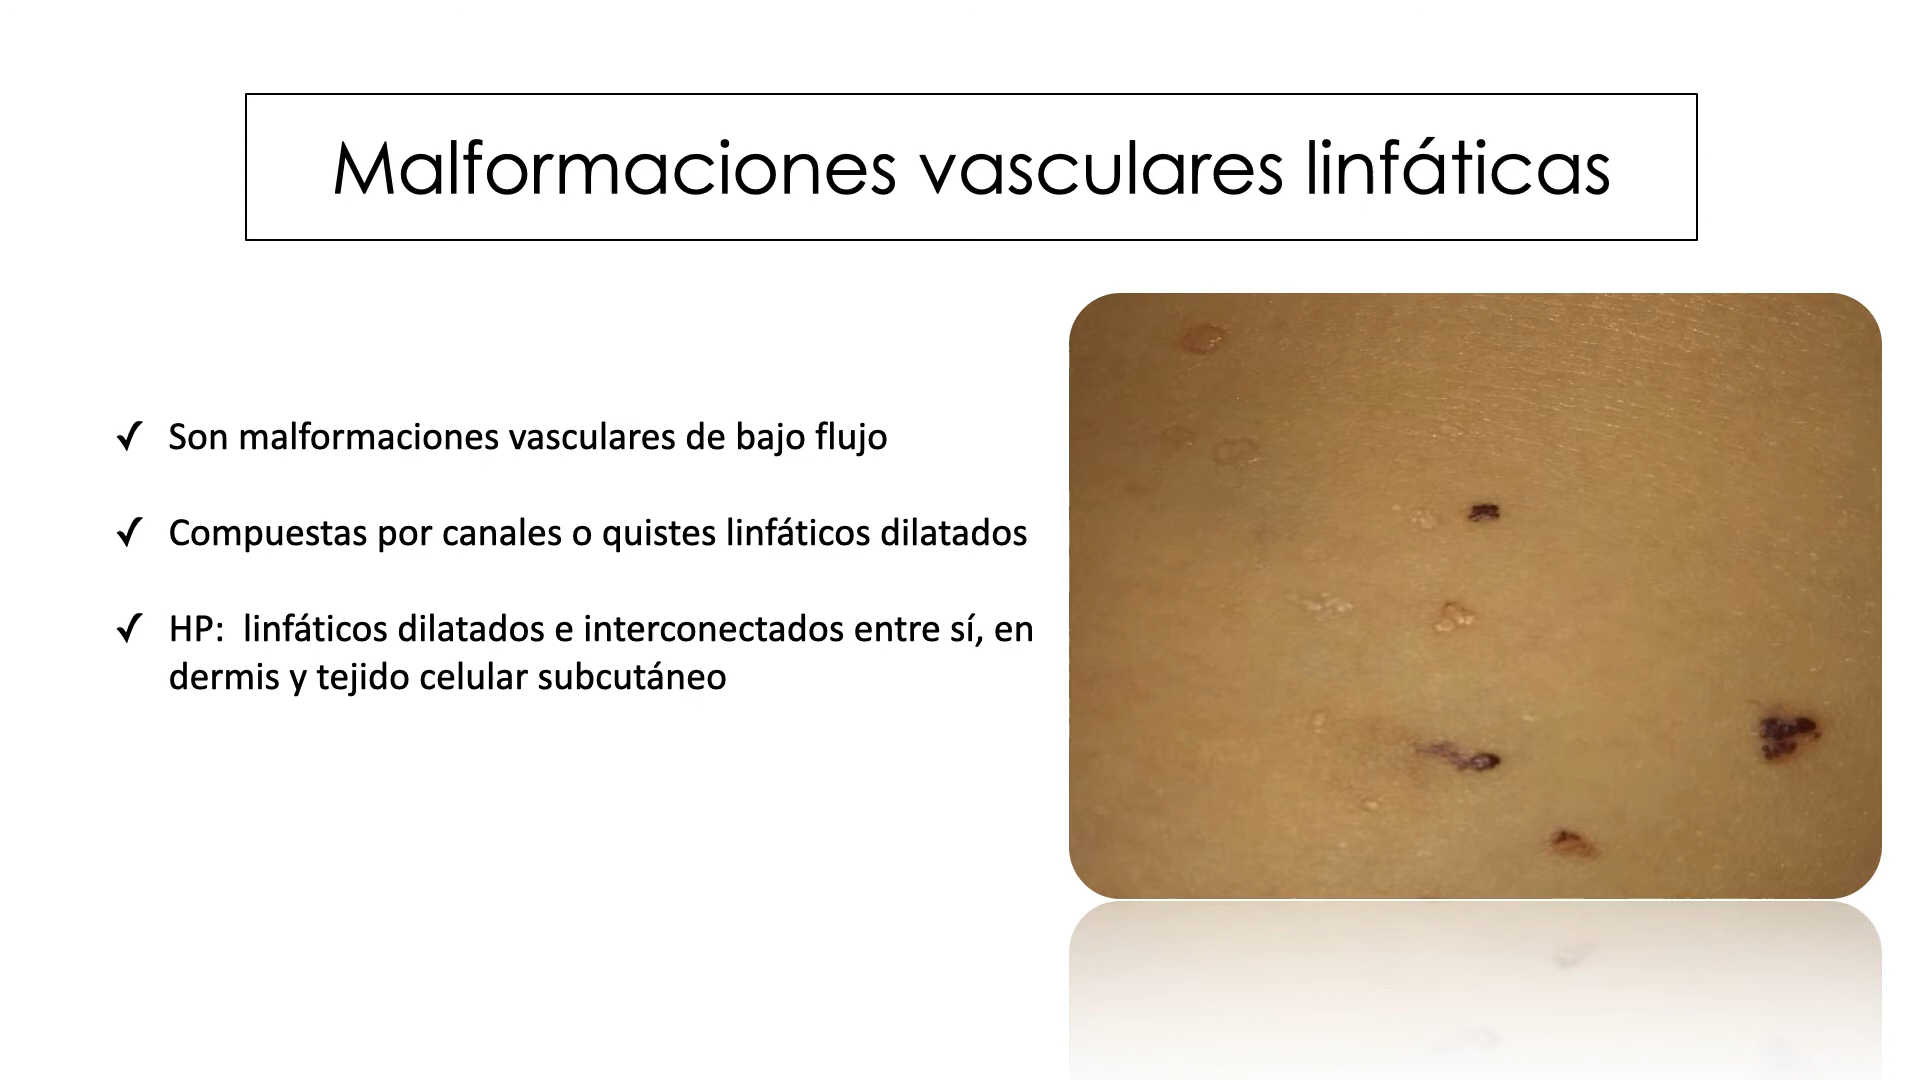 Malformaciones vasculares linfáticas
✓ Son malformaciones vasculares de bajo flujo
✓ Compuestas por canales o quistes linfáticos dilatados
✓ HP:  linfáticos dilatados e interconectados entre sí, en
dermis y tejido celular subcutáneo